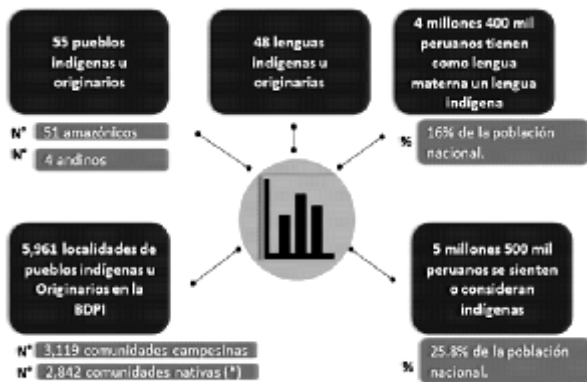 55 pueblos
indígenas u
originarios
N° 51 amazónicos
N° 4 andinos
48 lenguas
indígenas u
originarias
4 millones 400 mil
peruanos tienen
como lengua
materna un lengua
indígena
% 16% de la población
nacional.
5,961 localidades de
pueblos indígenas u
Originarios en la
BDPI
N° 3,119 comunidades campesinas
N° 2,842 comunidades nativas (*)
5 millones 500 mil
peruanos se sienten
o consideran
indígenas
% 25.8% de la población
nacional.